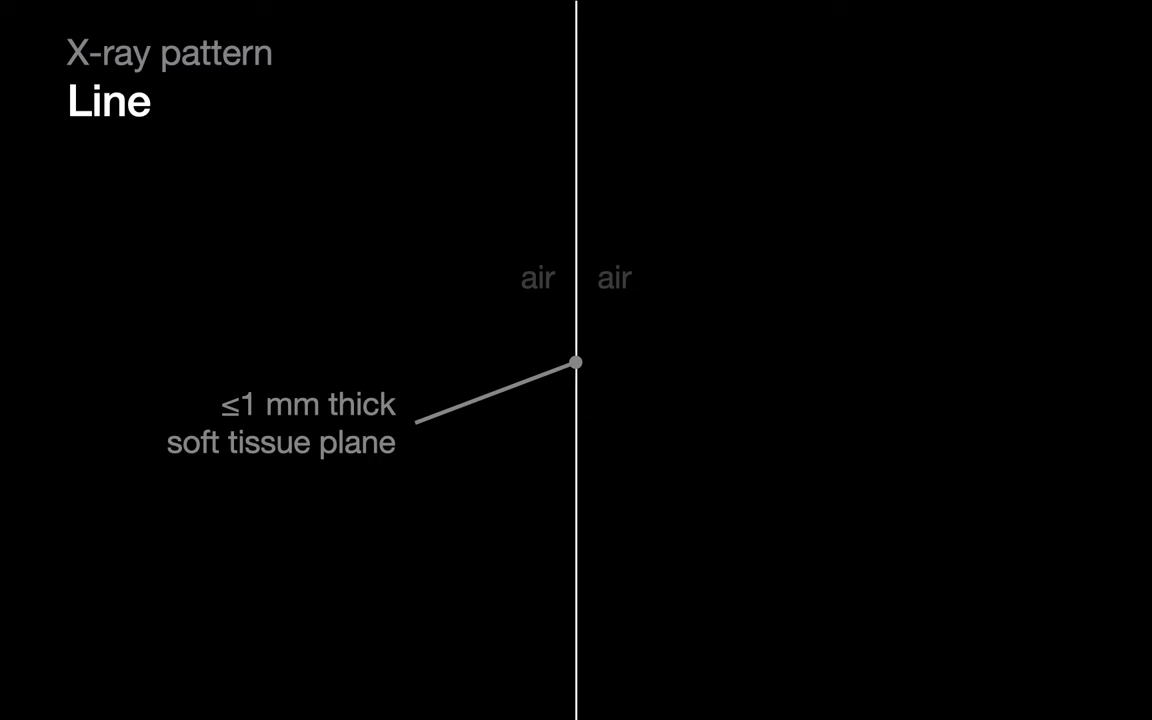 X-ray pattern
Line
air air
≤1 mm thick
soft tissue plane